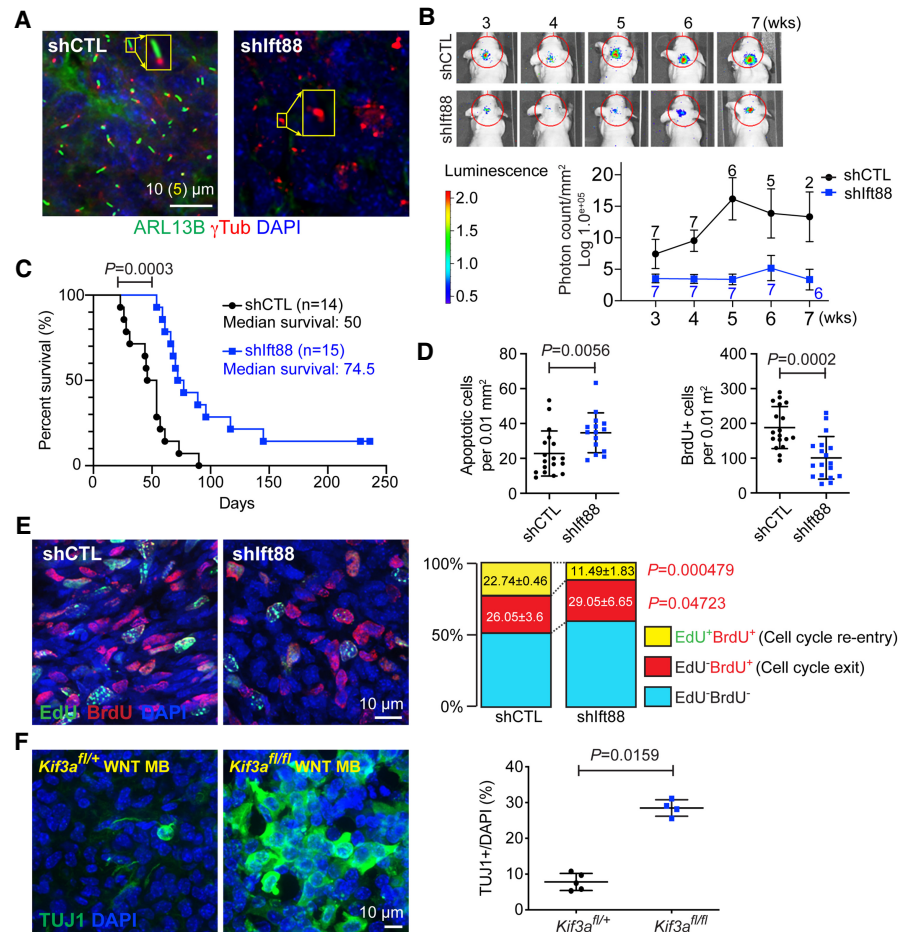 A
shCTL
shIft88
10 (5) µm
ARL13B γTub DAPI
B
3 4 5 6 7 (wks)
shCTL
shIft88
Luminescence
2.0
1.5
1.0
0.5
Photon count/mm²
Log 1.0e+05
20
15
10
5
0
7 7 6 5 2
7 7 7 7 6
3 4 5 6 7 (wks)
shCTL
shIft88
C
P=0.0003
Percent survival (%)
100
50
0
0 50 100 150 200 250
Days
shCTL (n=14)
Median survival: 50
shIft88 (n=15)
Median survival: 74.5
D
Apoptotic cells
per 0.01 mm²
80
60
40
20
0
P=0.0056
shCTL
shIft88
BrdU+ cells
per 0.01 m²
400
300
200
100
0
P=0.0002
shCTL
shIft88
E
shCTL
shIft88
EdU BrdU DAPI
10 µm
100%
50%
0%
22.74±0.46
26.05±3.6
11.49±1.83
29.05±6.65
shCTL
shIft88
P=0.000479
P=0.04723
EdU⁺BrdU⁺ (Cell cycle re-entry)
EdU⁻BrdU⁺ (Cell cycle exit)
EdU⁻BrdU⁻
F
Kif3afl/+ WNT MB
Kif3afl/fl WNT MB
TUJ1 DAPI
10 µm
TUJ1+/DAPI (%)
40
30
20
10
0
P=0.0159
Kif3afl/+
Kif3afl/fl